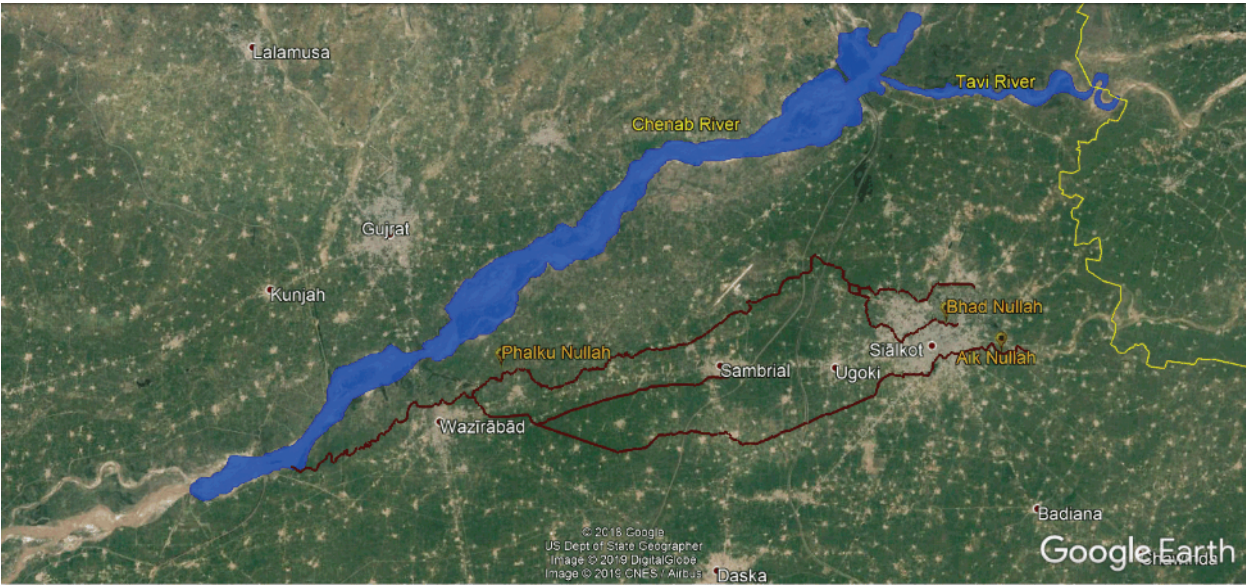 Lalamusa
Tavi River
Chenab River
Gujrat
Kunjah
Bhad Nullah
Phalku Nullah
Sialkot
Aik Nullah
Sambrial
Ugoki
Wazīrābād
Badiana
© 2018 Google
US Dept of State Geographer
Image © 2019 DigitalGlobe
Image © 2019 CNES / Airbus
Google Earth
Daska